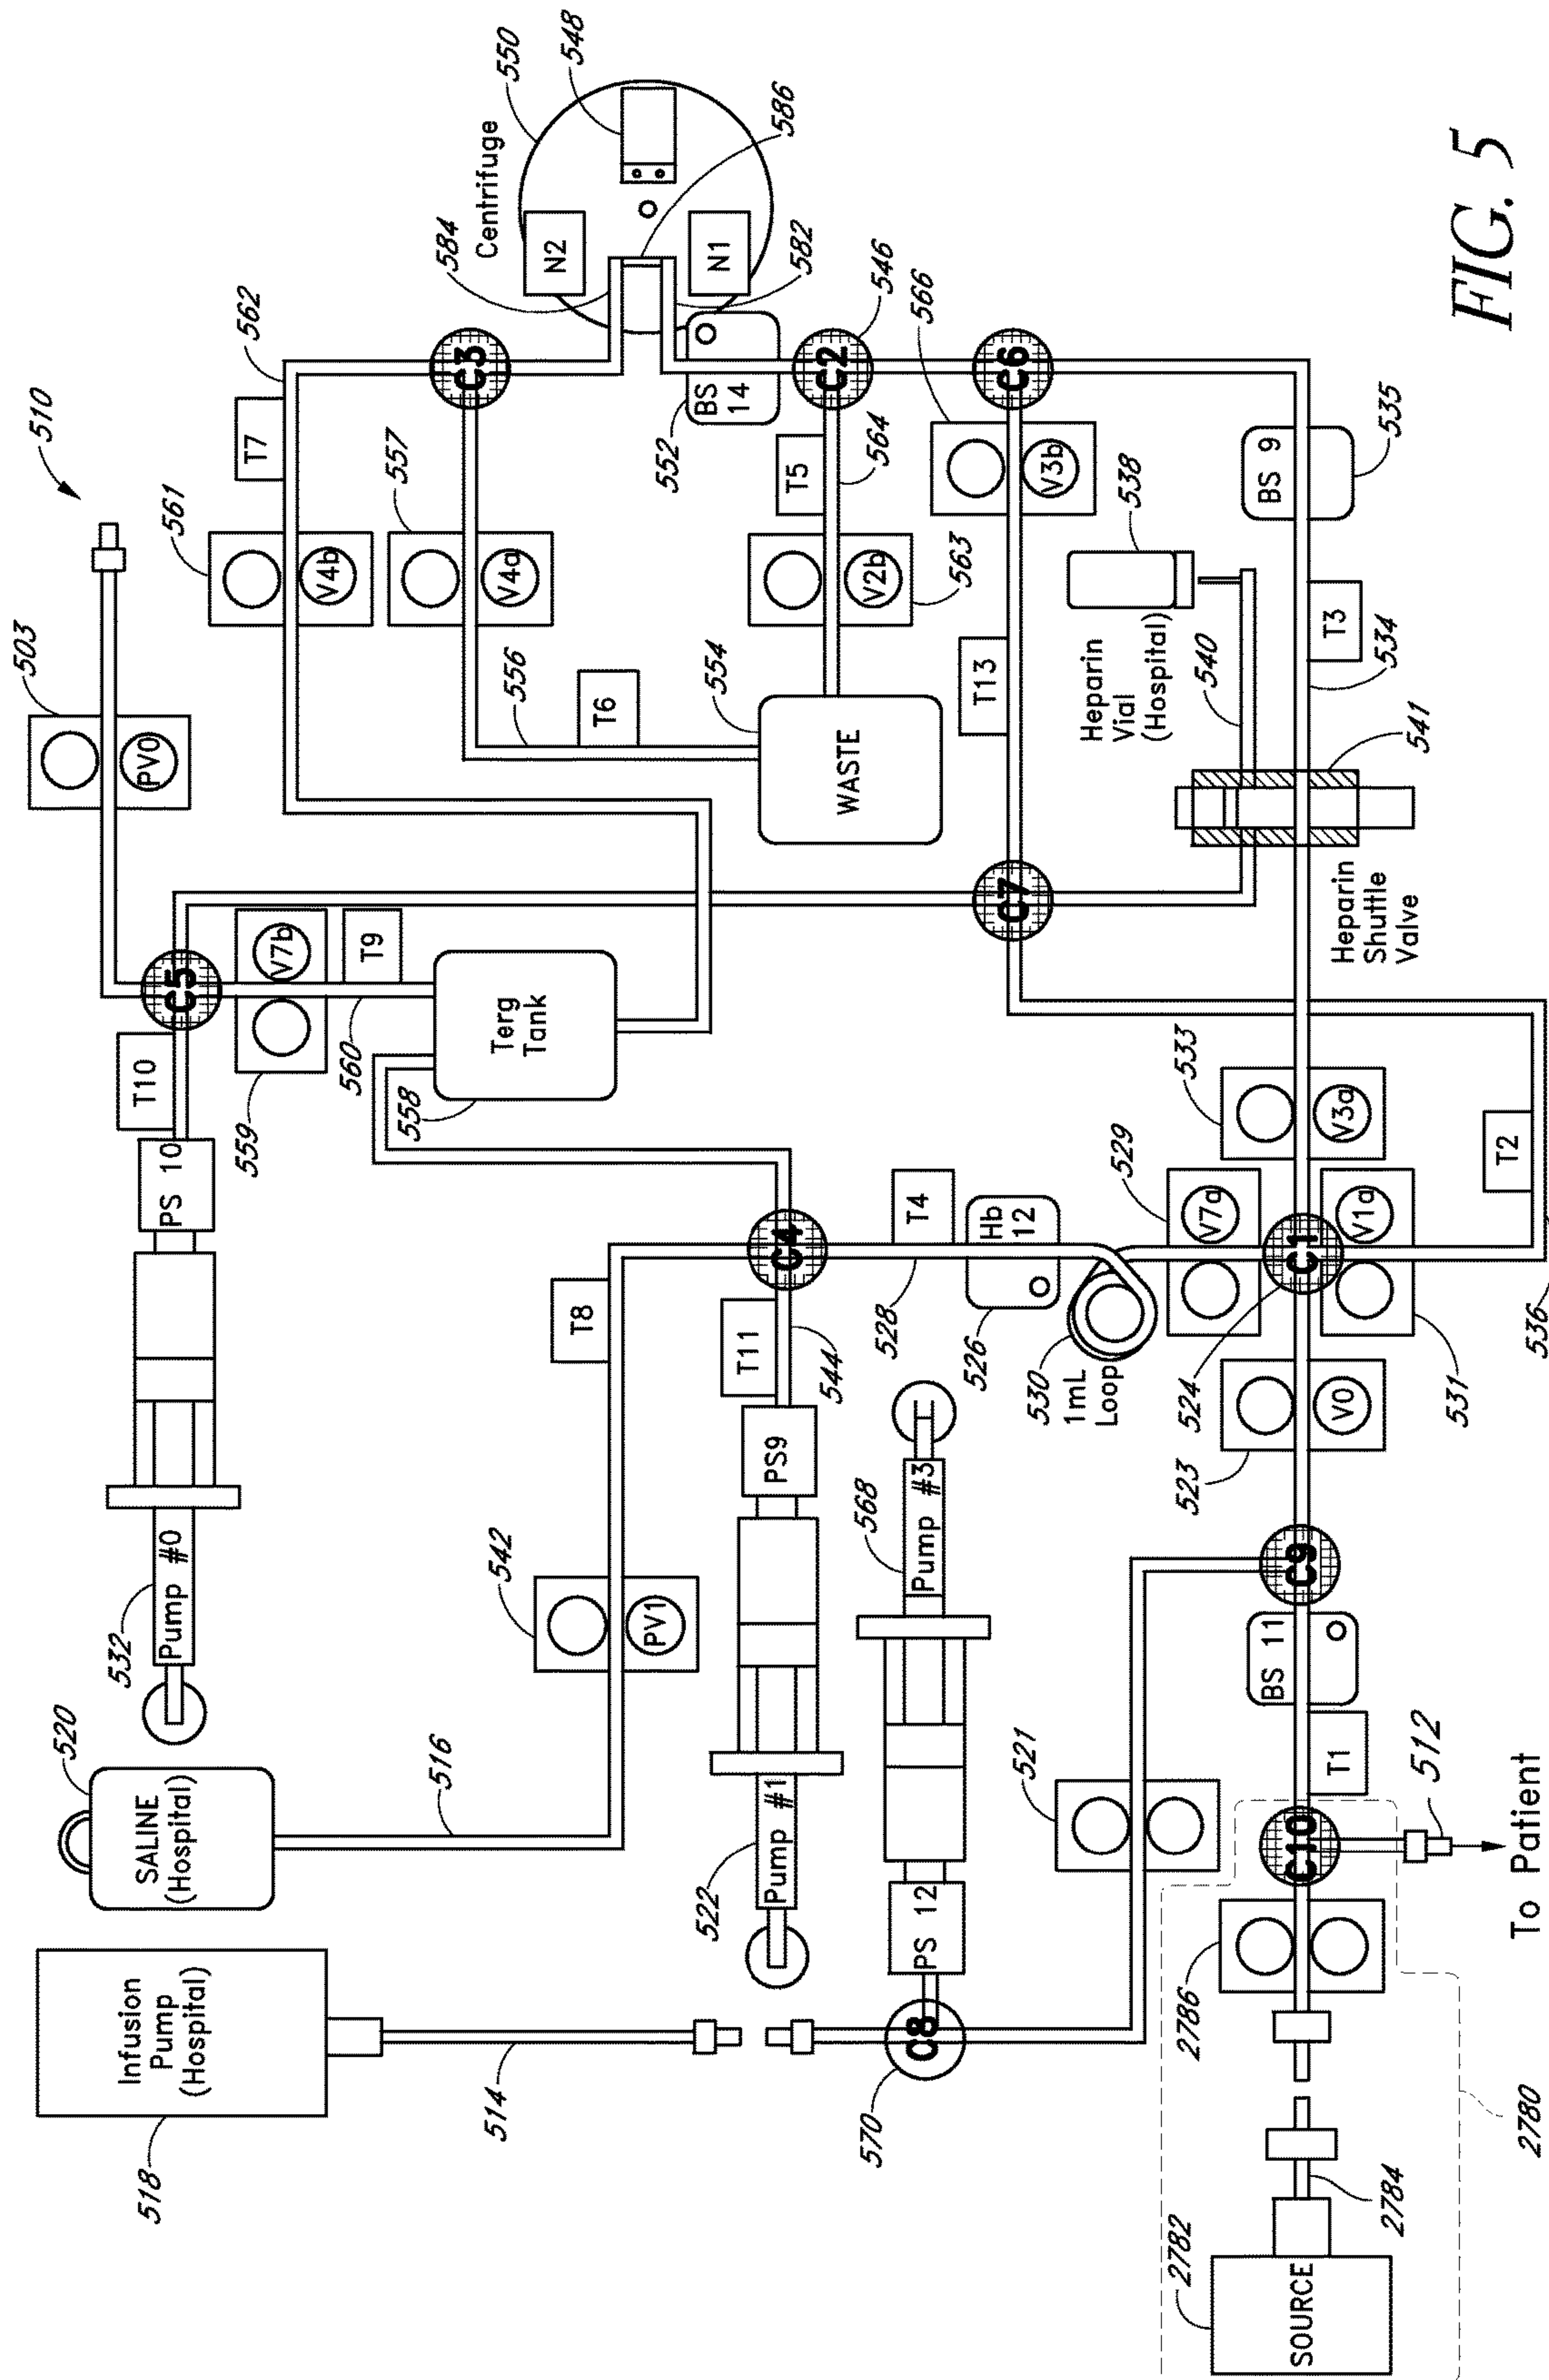 Infusion
Pump
(Hospital)
518
514
SALINE
(Hospital)
520
516
Pump #0
532
PS 10
T10
C5
503
PV0
510
V7b
559
T9
560
Terg
Tank
558
561
V4b
T7
562
557
V4a
556
T6
C3
584
Centrifuge
550
548
586
N2
N1
582
BS
14
552
C2
546
T5
564
V2b
563
WASTE
554
566
V3b
C6
T13
C7
Heparin
Vial
(Hospital)
538
540
BS 9
535
T3
534
541
Heparin
Shuttle
Valve
542
PV1
T8
Pump #1
522
PS9
T11
544
C4
T4
528
Hb
12
526
530
1mL
Loop
Pump #3
568
PS 12
C8
570
521
529
V7a
533
V3a
C1
524
V1a
531
V0
523
T2
536
C9
BS 11
T1
C10
512
To Patient
2786
2784
SOURCE
2782
2780
FIG. 5